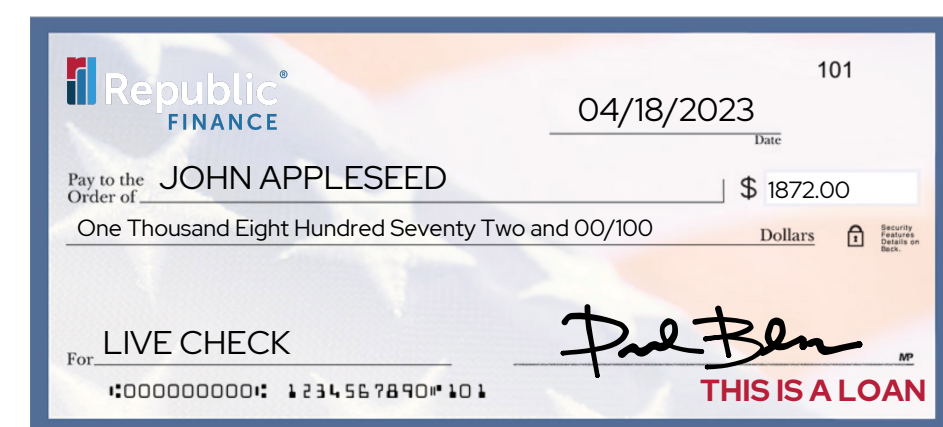 101
Republic®
FINANCE
04/18/2023
Date
Pay to the
Order of
JOHN APPLESEED
$ 1872.00
One Thousand Eight Hundred Seventy Two and 00/100
Dollars
Security
Features
Details on
Back.
For LIVE CHECK
MP
⑆000000000⑆ 1234567890⑈101
THIS IS A LOAN